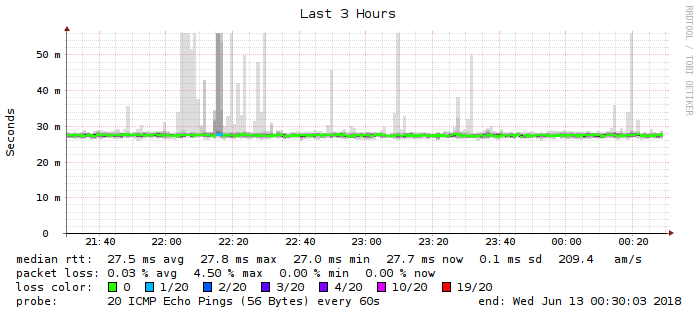 Last 3 Hours
RRDTOOL / TOBI OETIKER
Seconds
50 m
40 m
30 m
20 m
10 m
0
21:40 22:00 22:20 22:40 23:00 23:20 23:40 00:00 00:20
median rtt: 27.5 ms avg 27.8 ms max 27.0 ms min 27.7 ms now 0.1 ms sd 209.4 am/s
packet loss: 0.03 % avg 4.50 % max 0.00 % min 0.00 % now
loss color: 0 1/20 2/20 3/20 4/20 10/20 19/20
probe: 20 ICMP Echo Pings (56 Bytes) every 60s end: Wed Jun 13 00:30:03 2018